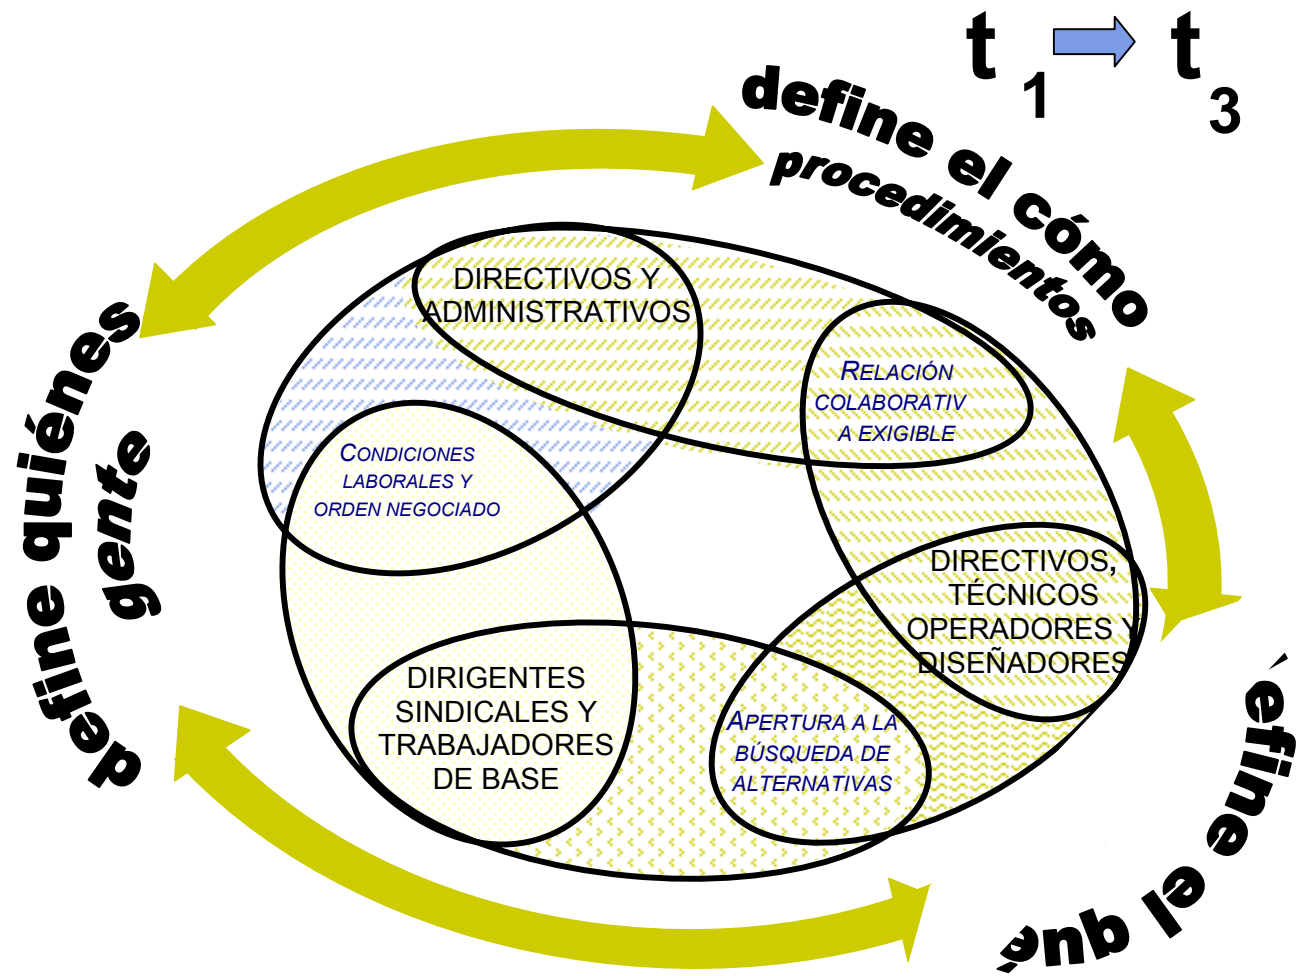 t 1 t 3
define el cómo
procedimientos
define quiénes
gente
DIRECTIVOS Y
ADMINISTRATIVOS
RELACIÓN
COLABORATIV
A EXIGIBLE
CONDICIONES
LABORALES Y
ORDEN NEGOCIADO
DIRECTIVOS,
TÉCNICOS
OPERADORES Y
DISEÑADORES
DIRIGENTES
SINDICALES Y
TRABAJADORES
DE BASE
APERTURA A LA
BÚSQUEDA DE
ALTERNATIVAS
efine el qué